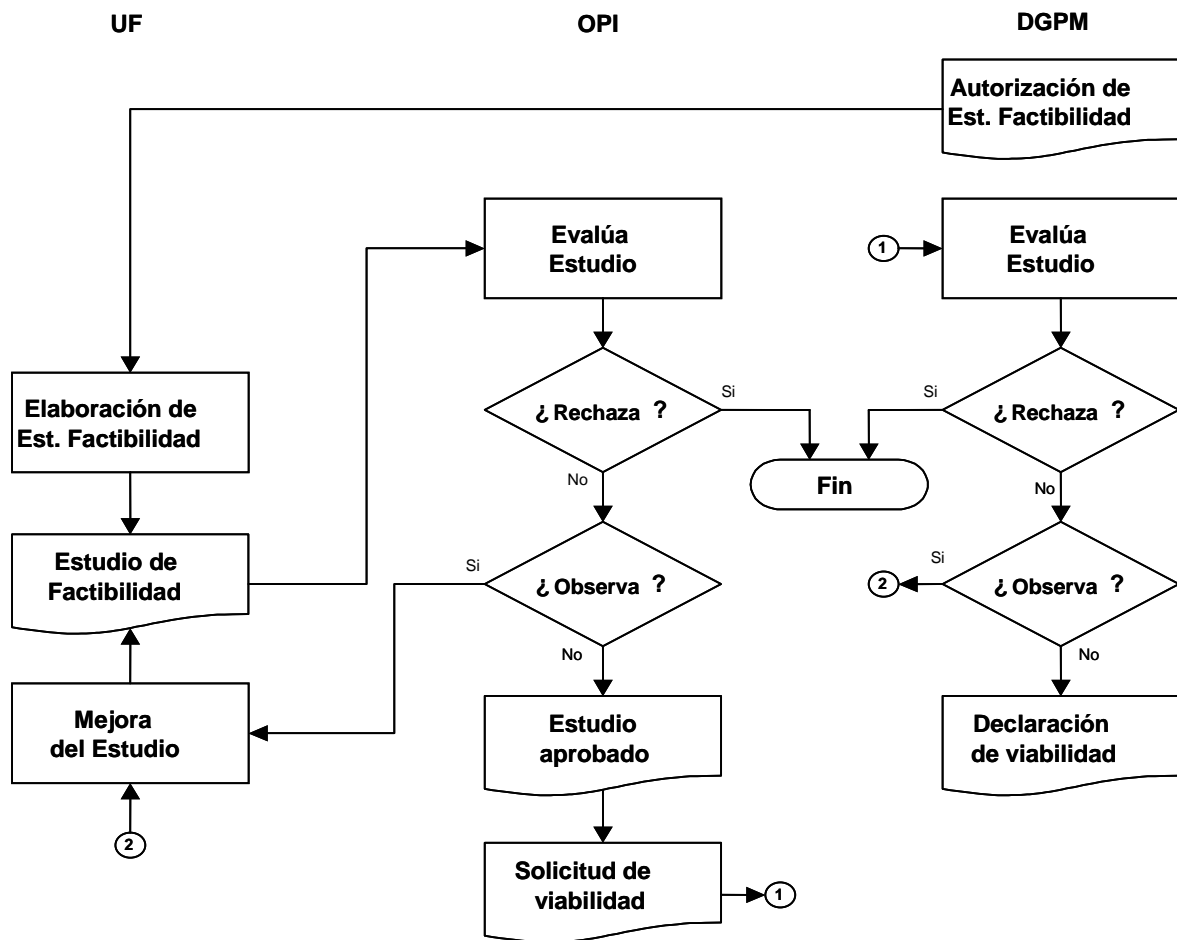 UF
OPI
DGPM
Autorización de
Est. Factibilidad
Evalúa
Estudio
1
Evalúa
Estudio
Elaboración de
Est. Factibilidad
¿ Rechaza ?
Si
Si
¿ Rechaza ?
No
Fin
No
Estudio de
Factibilidad
Si
¿ Observa ?
Si
2
¿ Observa ?
No
No
Mejora
del Estudio
Estudio
aprobado
Declaración
de viabilidad
2
Solicitud de
viabilidad
1